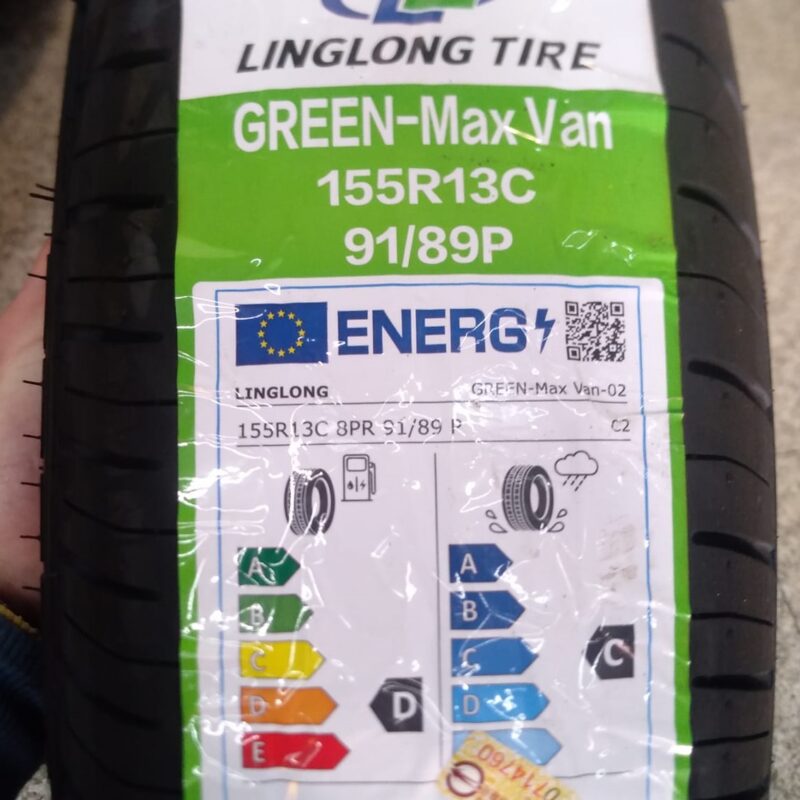 LINGLONG TIRE
GREEN-Max Van
155R13C
91/89P
ENERG
LINGLONG GREEN-Max Van-02
155R13C 8PR 91/89 P C2
A A
B B
C C C
D D D
E
0714760